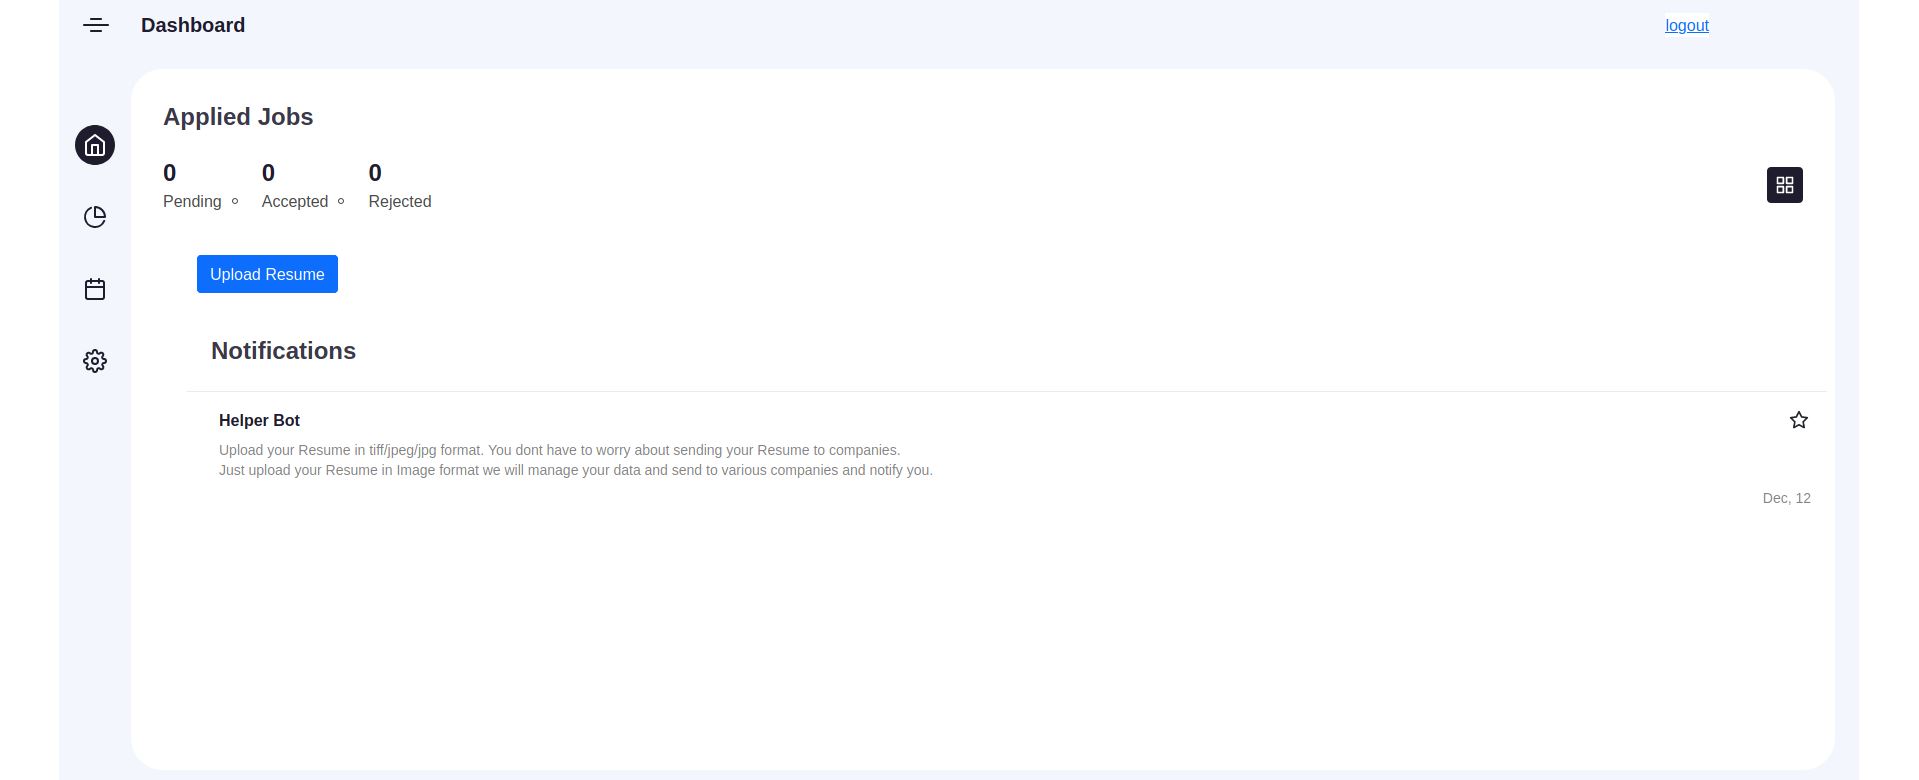 Dashboard
logout
Applied Jobs
0 0 0
Pending Accepted Rejected
Upload Resume
Notifications
Helper Bot
Upload your Resume in tiff/jpeg/jpg format. You dont have to worry about sending your Resume to companies.
Just upload your Resume in Image format we will manage your data and send to various companies and notify you.
Dec, 12